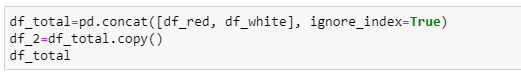 df_total=pd.concat([df_red, df_white], ignore_index=True)
df_2=df_total.copy()
df_total